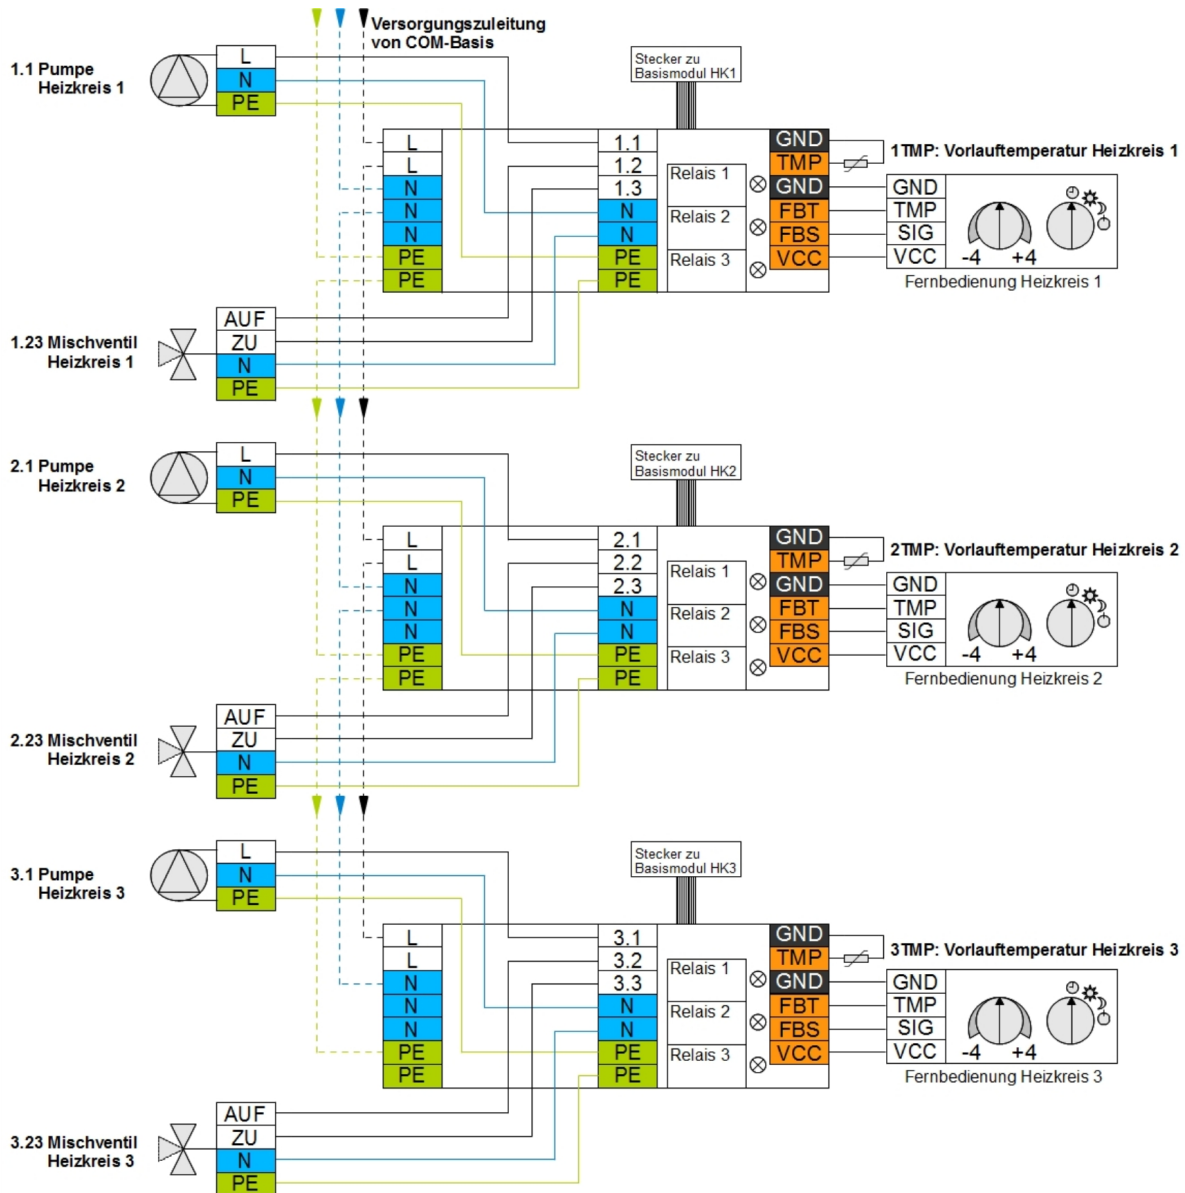 Versorgungszuleitung
von COM-Basis
1.1 Pumpe
Heizkreis 1
L
N
PE
Stecker zu
Basismodul HK1
L
L
N
N
N
PE
PE
1.1
1.2
1.3
N
N
PE
PE
Relais 1
Relais 2
Relais 3
GND
TMP
GND
FBT
FBS
VCC
1TMP: Vorlauftemperatur Heizkreis 1
GND
TMP
SIG
VCC
-4 +4
Fernbedienung Heizkreis 1
1.23 Mischventil
Heizkreis 1
AUF
ZU
N
PE
2.1 Pumpe
Heizkreis 2
L
N
PE
Stecker zu
Basismodul HK2
L
L
N
N
N
PE
PE
2.1
2.2
2.3
N
N
PE
PE
Relais 1
Relais 2
Relais 3
GND
TMP
GND
FBT
FBS
VCC
2TMP: Vorlauftemperatur Heizkreis 2
GND
TMP
SIG
VCC
-4 +4
Fernbedienung Heizkreis 2
2.23 Mischventil
Heizkreis 2
AUF
ZU
N
PE
3.1 Pumpe
Heizkreis 3
L
N
PE
Stecker zu
Basismodul HK3
L
L
N
N
N
PE
PE
3.1
3.2
3.3
N
N
PE
PE
Relais 1
Relais 2
Relais 3
GND
TMP
GND
FBT
FBS
VCC
3TMP: Vorlauftemperatur Heizkreis 3
GND
TMP
SIG
VCC
-4 +4
Fernbedienung Heizkreis 3
3.23 Mischventil
Heizkreis 3
AUF
ZU
N
PE